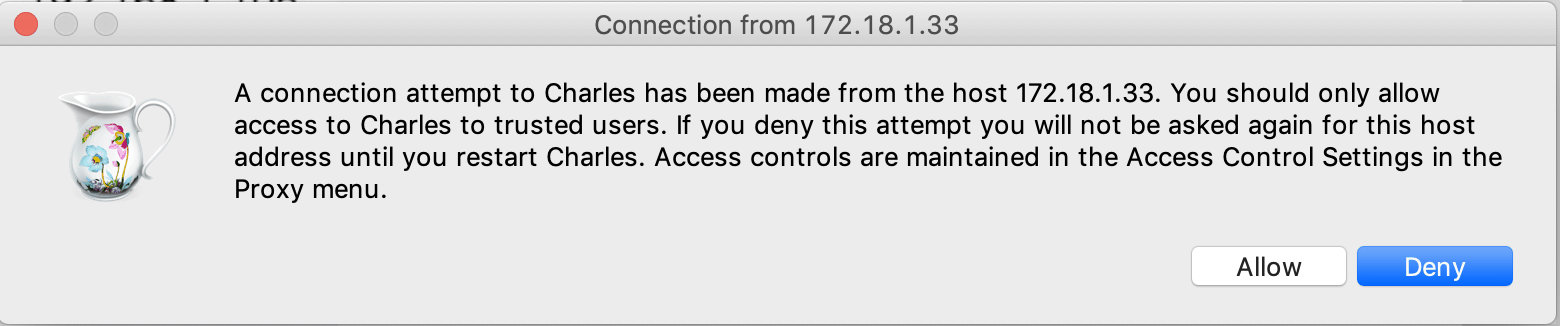 Connection from 172.18.1.33
A connection attempt to Charles has been made from the host 172.18.1.33. You should only allow
access to Charles to trusted users. If you deny this attempt you will not be asked again for this host
address until you restart Charles. Access controls are maintained in the Access Control Settings in the
Proxy menu.
Allow
Deny